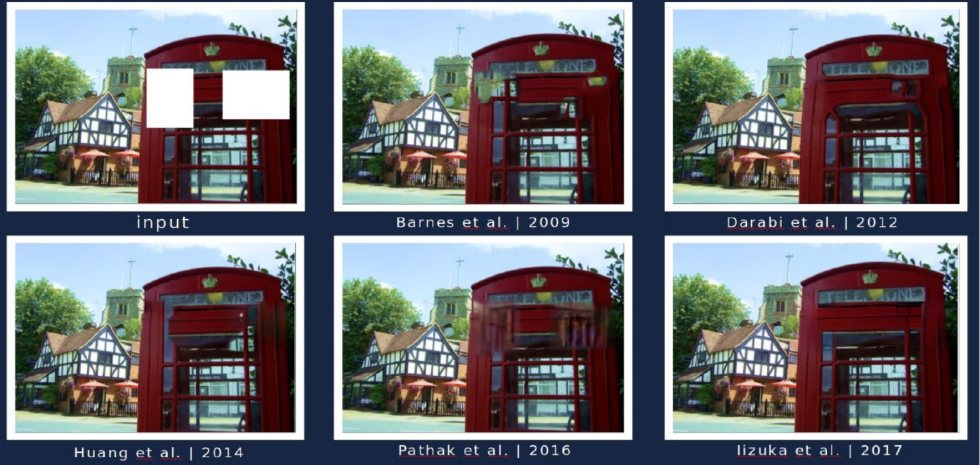 input
Barnes et al. | 2009
Darabi et al. | 2012
Huang et al. | 2014
Pathak et al. | 2016
Iizuka et al. | 2017